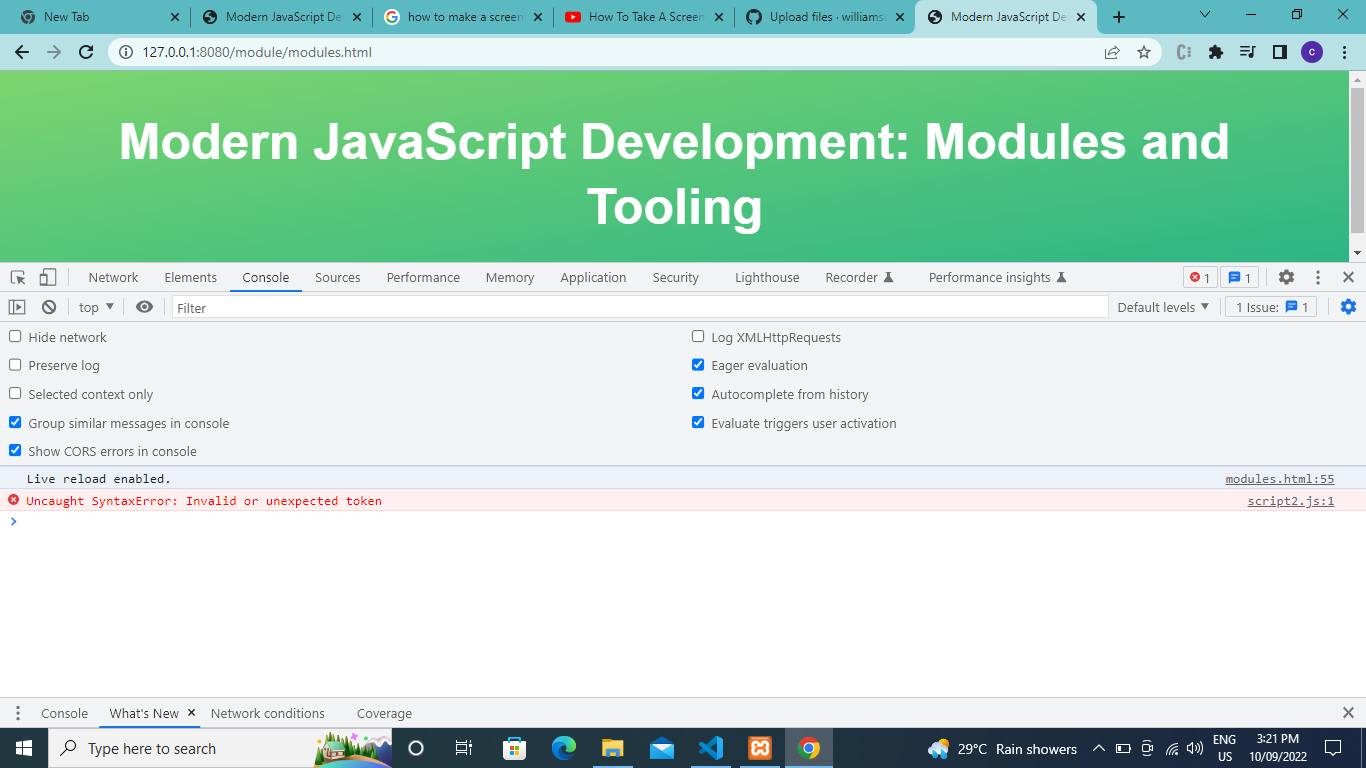 New Tab
Modern JavaScript De
how to make a screen
How To Take A Screen
Upload files · williams
Modern JavaScript De
127.0.0.1:8080/module/modules.html
C
c
Modern JavaScript Development: Modules and
Tooling
Network Elements Console Sources Performance Memory Application Security Lighthouse Recorder Performance insights 1 1
top Filter Default levels 1 Issue: 1
Hide network
Log XMLHttpRequests
Preserve log
Eager evaluation
Selected context only
Autocomplete from history
Group similar messages in console
Evaluate triggers user activation
Show CORS errors in console
Live reload enabled. modules.html:55
Uncaught SyntaxError: Invalid or unexpected token script2.js:1
Console What's New Network conditions Coverage
Type here to search
29°C Rain showers
ENG
US
3:21 PM
10/09/2022